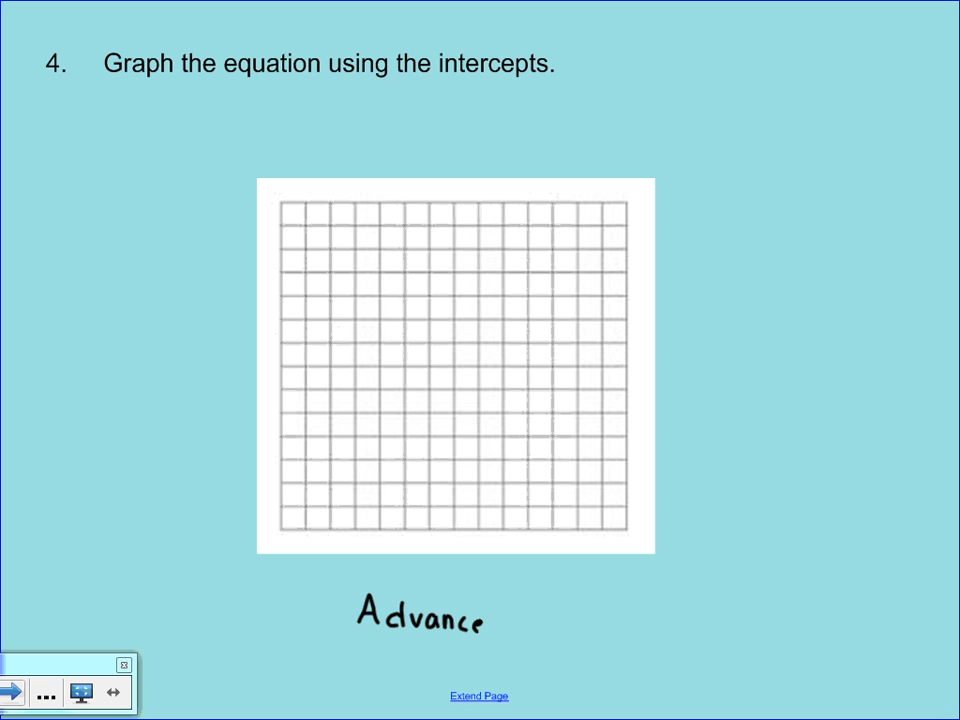 4. Graph the equation using the intercepts.
Advance
...
Extend Page